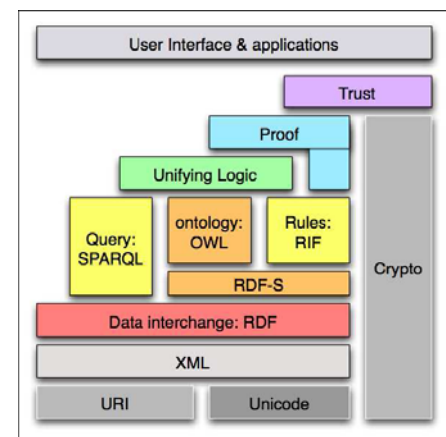 User Interface & applications
Trust
Proof
Unifying Logic
Query:
SPARQL
ontology:
OWL
Rules:
RIF
Crypto
RDF-S
Data interchange: RDF
XML
URI
Unicode